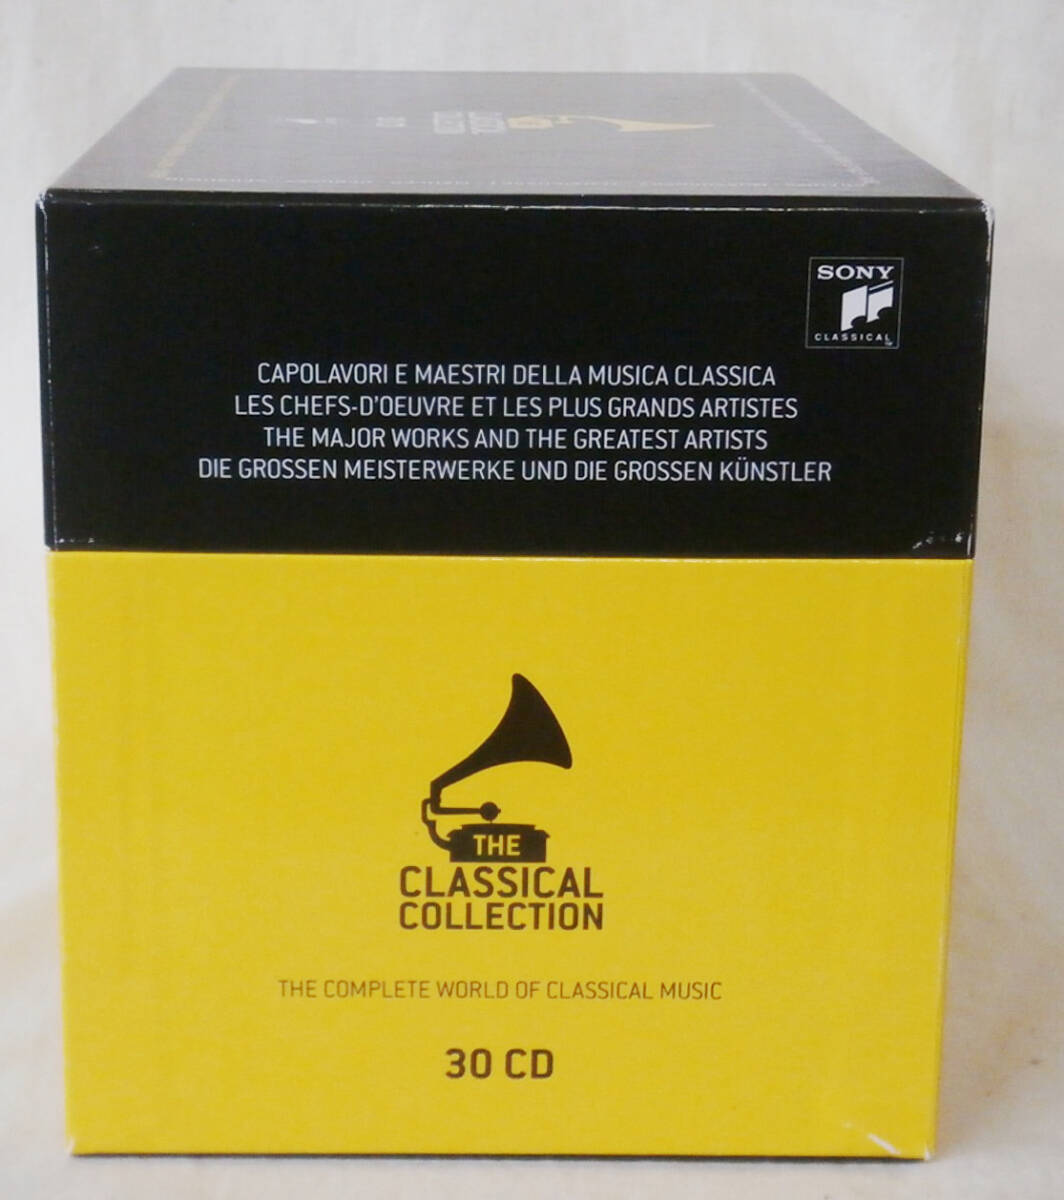 SONY
CLASSICAL
CAPOLAVORI E MAESTRI DELLA MUSICA CLASSICA
LES CHEFS-D'OEUVRE ET LES PLUS GRANDS ARTISTES
THE MAJOR WORKS AND THE GREATEST ARTISTS
DIE GROSSEN MEISTERWERKE UND DIE GROSSEN KÜNSTLER
THE
CLASSICAL
COLLECTION
THE COMPLETE WORLD OF CLASSICAL MUSIC
30 CD